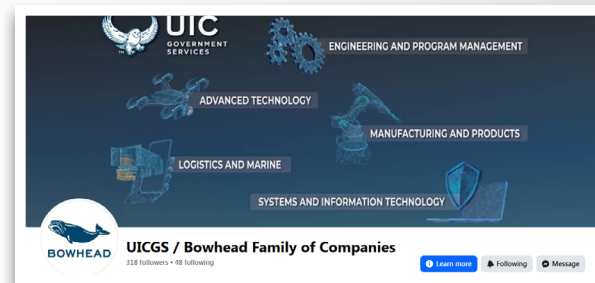 UIC
GOVERNMENT
SERVICES
ENGINEERING AND PROGRAM MANAGEMENT
ADVANCED TECHNOLOGY
MANUFACTURING AND PRODUCTS
LOGISTICS AND MARINE
SYSTEMS AND INFORMATION TECHNOLOGY
BOWHEAD
UICGS / Bowhead Family of Companies
318 followers • 48 following
Learn more
Following
Message